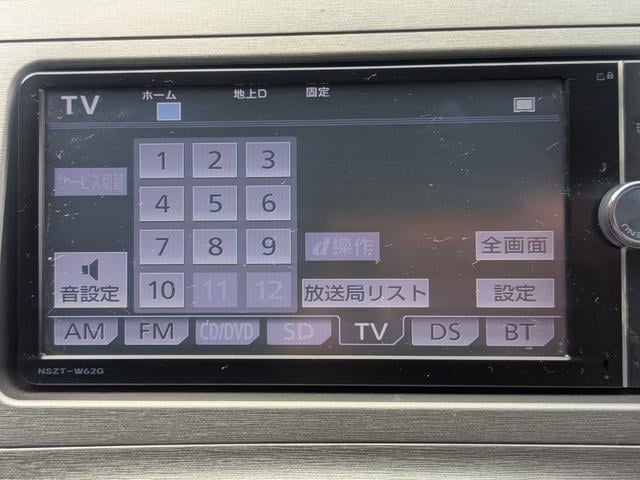 TV ホーム 地上D 固定
サービス切替
1 2 3
4 5 6
7 8 9
10 11 12
d操作
全画面
音設定
放送局リスト
設定
AM FM CD/DVD SD TV DS BT
NSZT-W62G
MENU